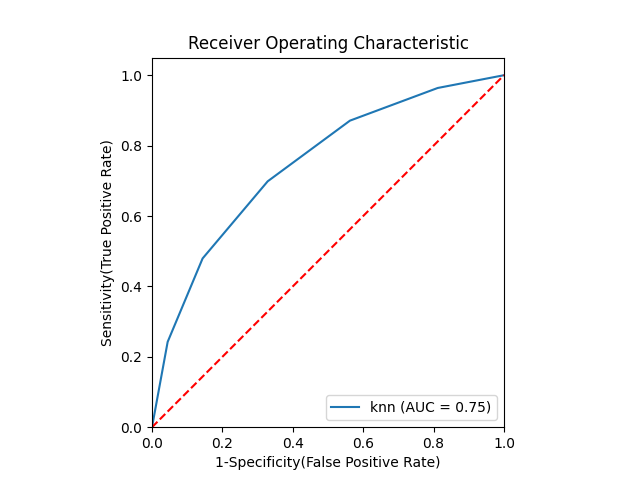 Receiver Operating Characteristic
1.0
0.8
0.6
0.4
0.2
0.0
Sensitivity(True Positive Rate)
knn (AUC = 0.75)
0.0 0.2 0.4 0.6 0.8 1.0
1-Specificity(False Positive Rate)